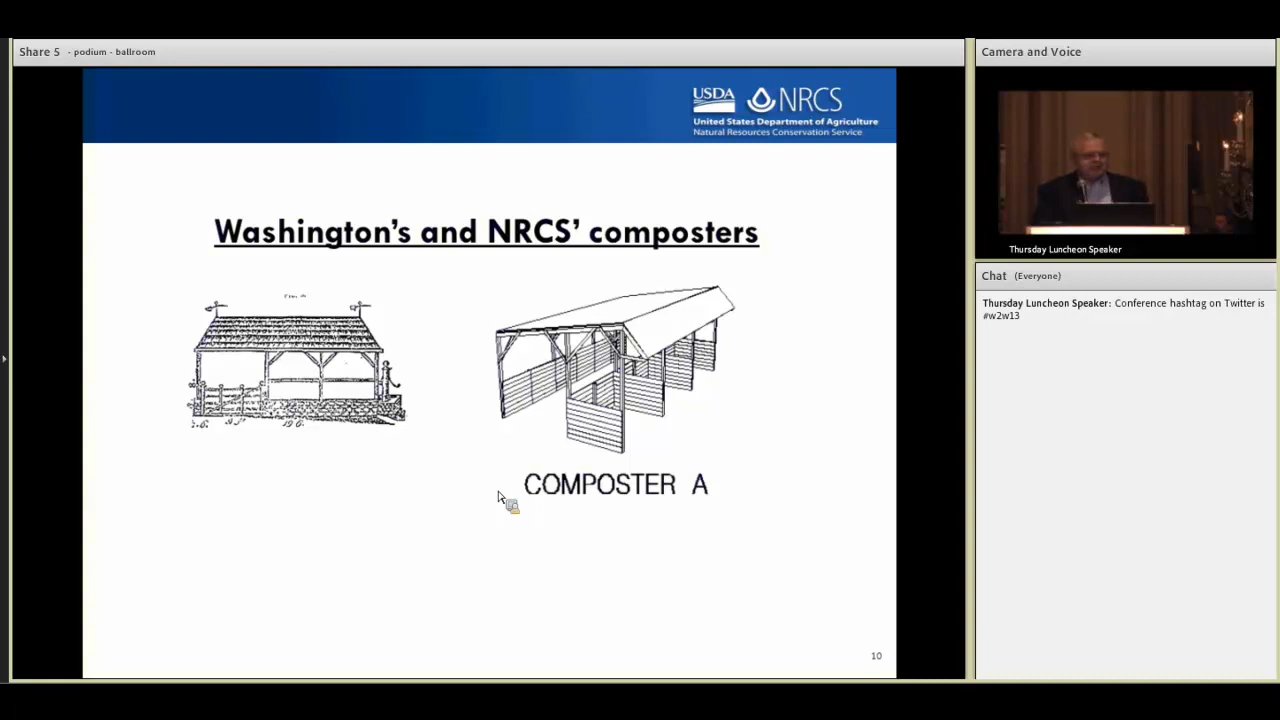 Share 5 - podium - ballroom
USDA NRCS
United States Department of Agriculture
Natural Resources Conservation Service
Washington's and NRCS' composters
COMPOSTER A
10
Camera and Voice
Thursday Luncheon Speaker
Chat (Everyone)
Thursday Luncheon Speaker: Conference hashtag on Twitter is
#w2w13